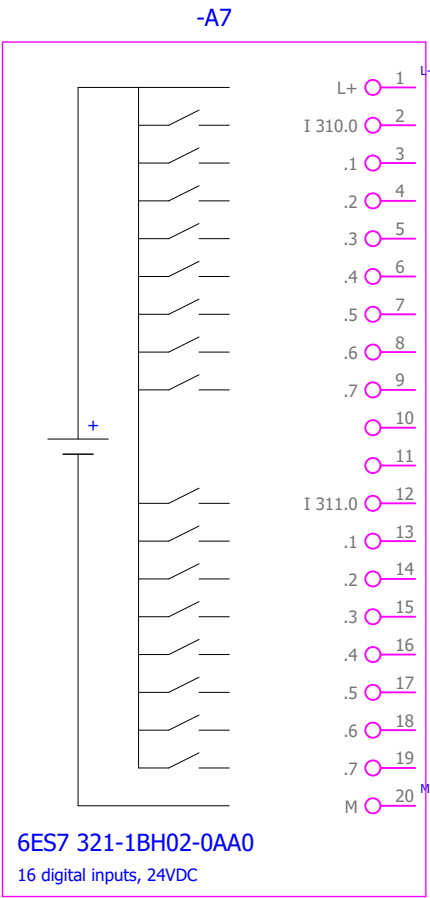 -A7
L+ 1 L+
I 310.0 2
.1 3
.2 4
.3 5
.4 6
.5 7
.6 8
.7 9
+ 10
11
I 311.0 12
.1 13
.2 14
.3 15
.4 16
.5 17
.6 18
.7 19
M 20 M
6ES7 321-1BH02-0AA0
16 digital inputs, 24VDC